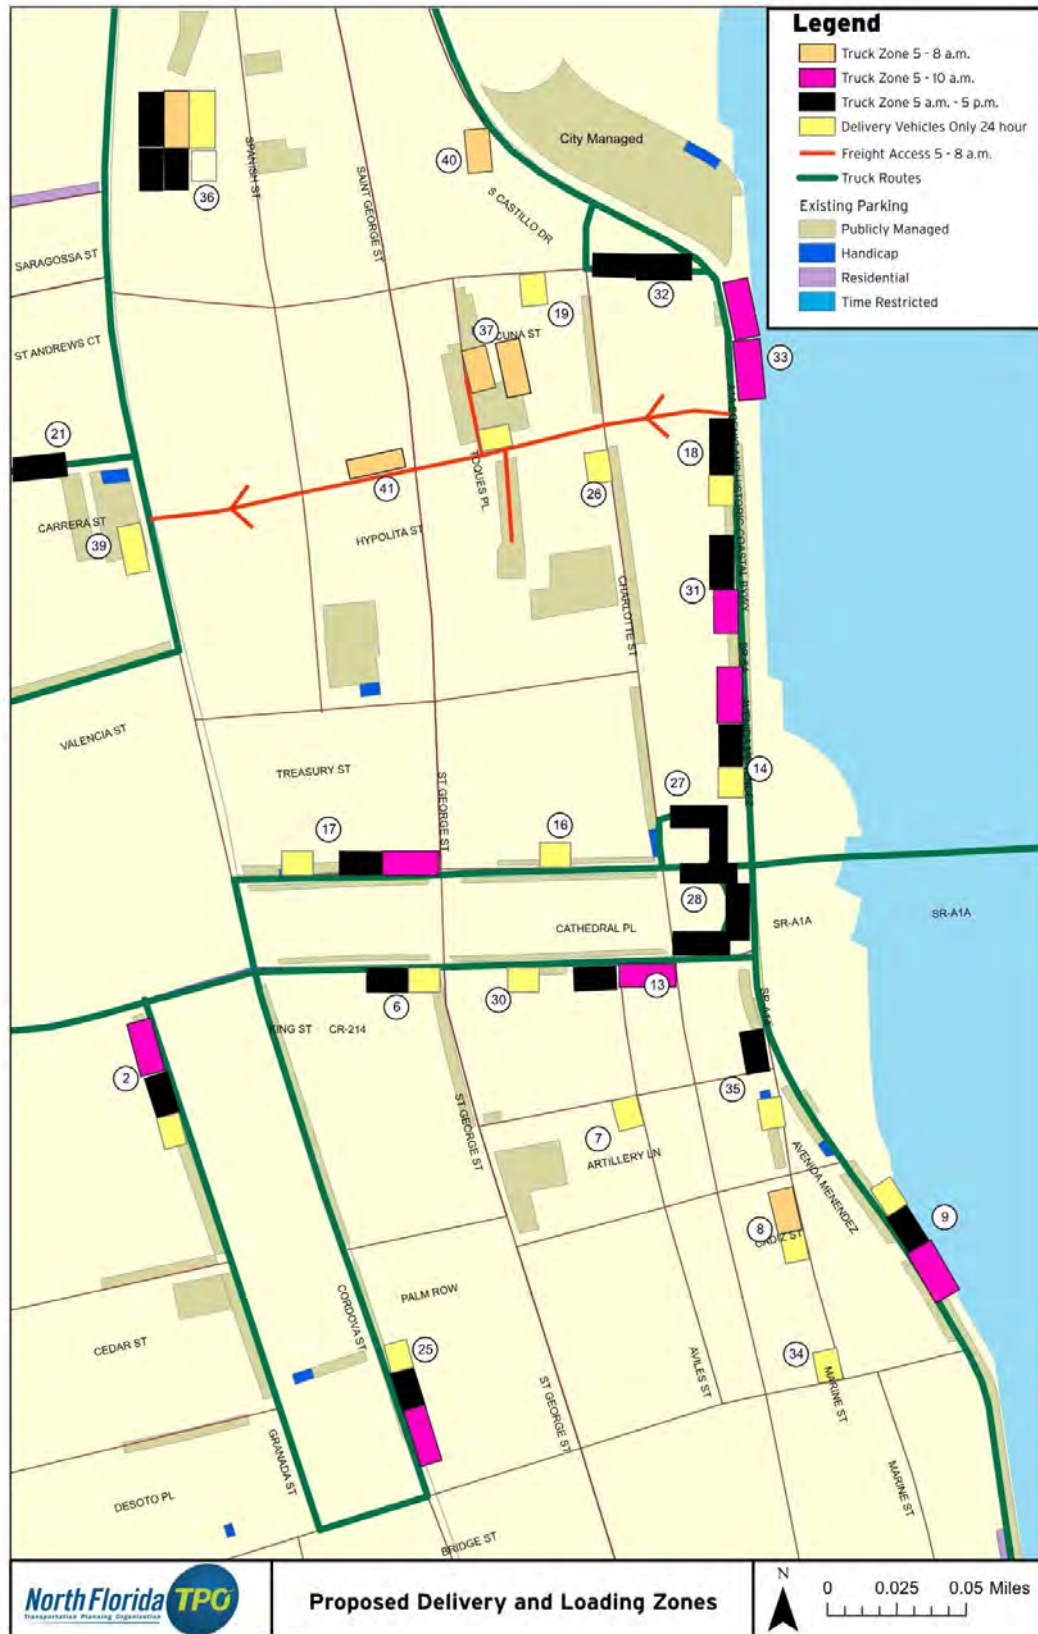 Legend
Truck Zone 5 - 8 a.m.
Truck Zone 5 - 10 a.m.
Truck Zone 5 a.m. - 5 p.m.
Delivery Vehicles Only 24 hour
Freight Access 5 - 8 a.m.
Truck Routes
Existing Parking
Publicly Managed
Handicap
Residential
Time Restricted
City Managed
40
36
SPANISH ST
SAINT GEORGE ST
S CASTILLO DR
SARAGOSSA ST
32
19
37
CUNA ST
ST ANDREWS CT
33
21
18
41
TOQUES PL
26
CARRERA ST
39
HYPOLITA ST
31
CHARLOTTE ST
VALENCIA ST
TREASURY ST
14
27
ST GEORGE ST
17
16
28
CATHEDRAL PL
SR-A1A
SR-A1A
6
30
13
SR-A1A
KING ST
CR-214
2
35
ST GEORGE ST
7
ARTILLERY LN
AVENIDA MENENDEZ
8
CADIZ ST
9
PALM ROW
CORDOVA ST
CEDAR ST
25
34
AVILES ST
MARINE ST
ST GEORGE ST
GRANADA ST
MARINE ST
DESOTO PL
BRIDGE ST
North Florida TPO
Transportation Planning Organization
Proposed Delivery and Loading Zones
N
0 0.025 0.05 Miles